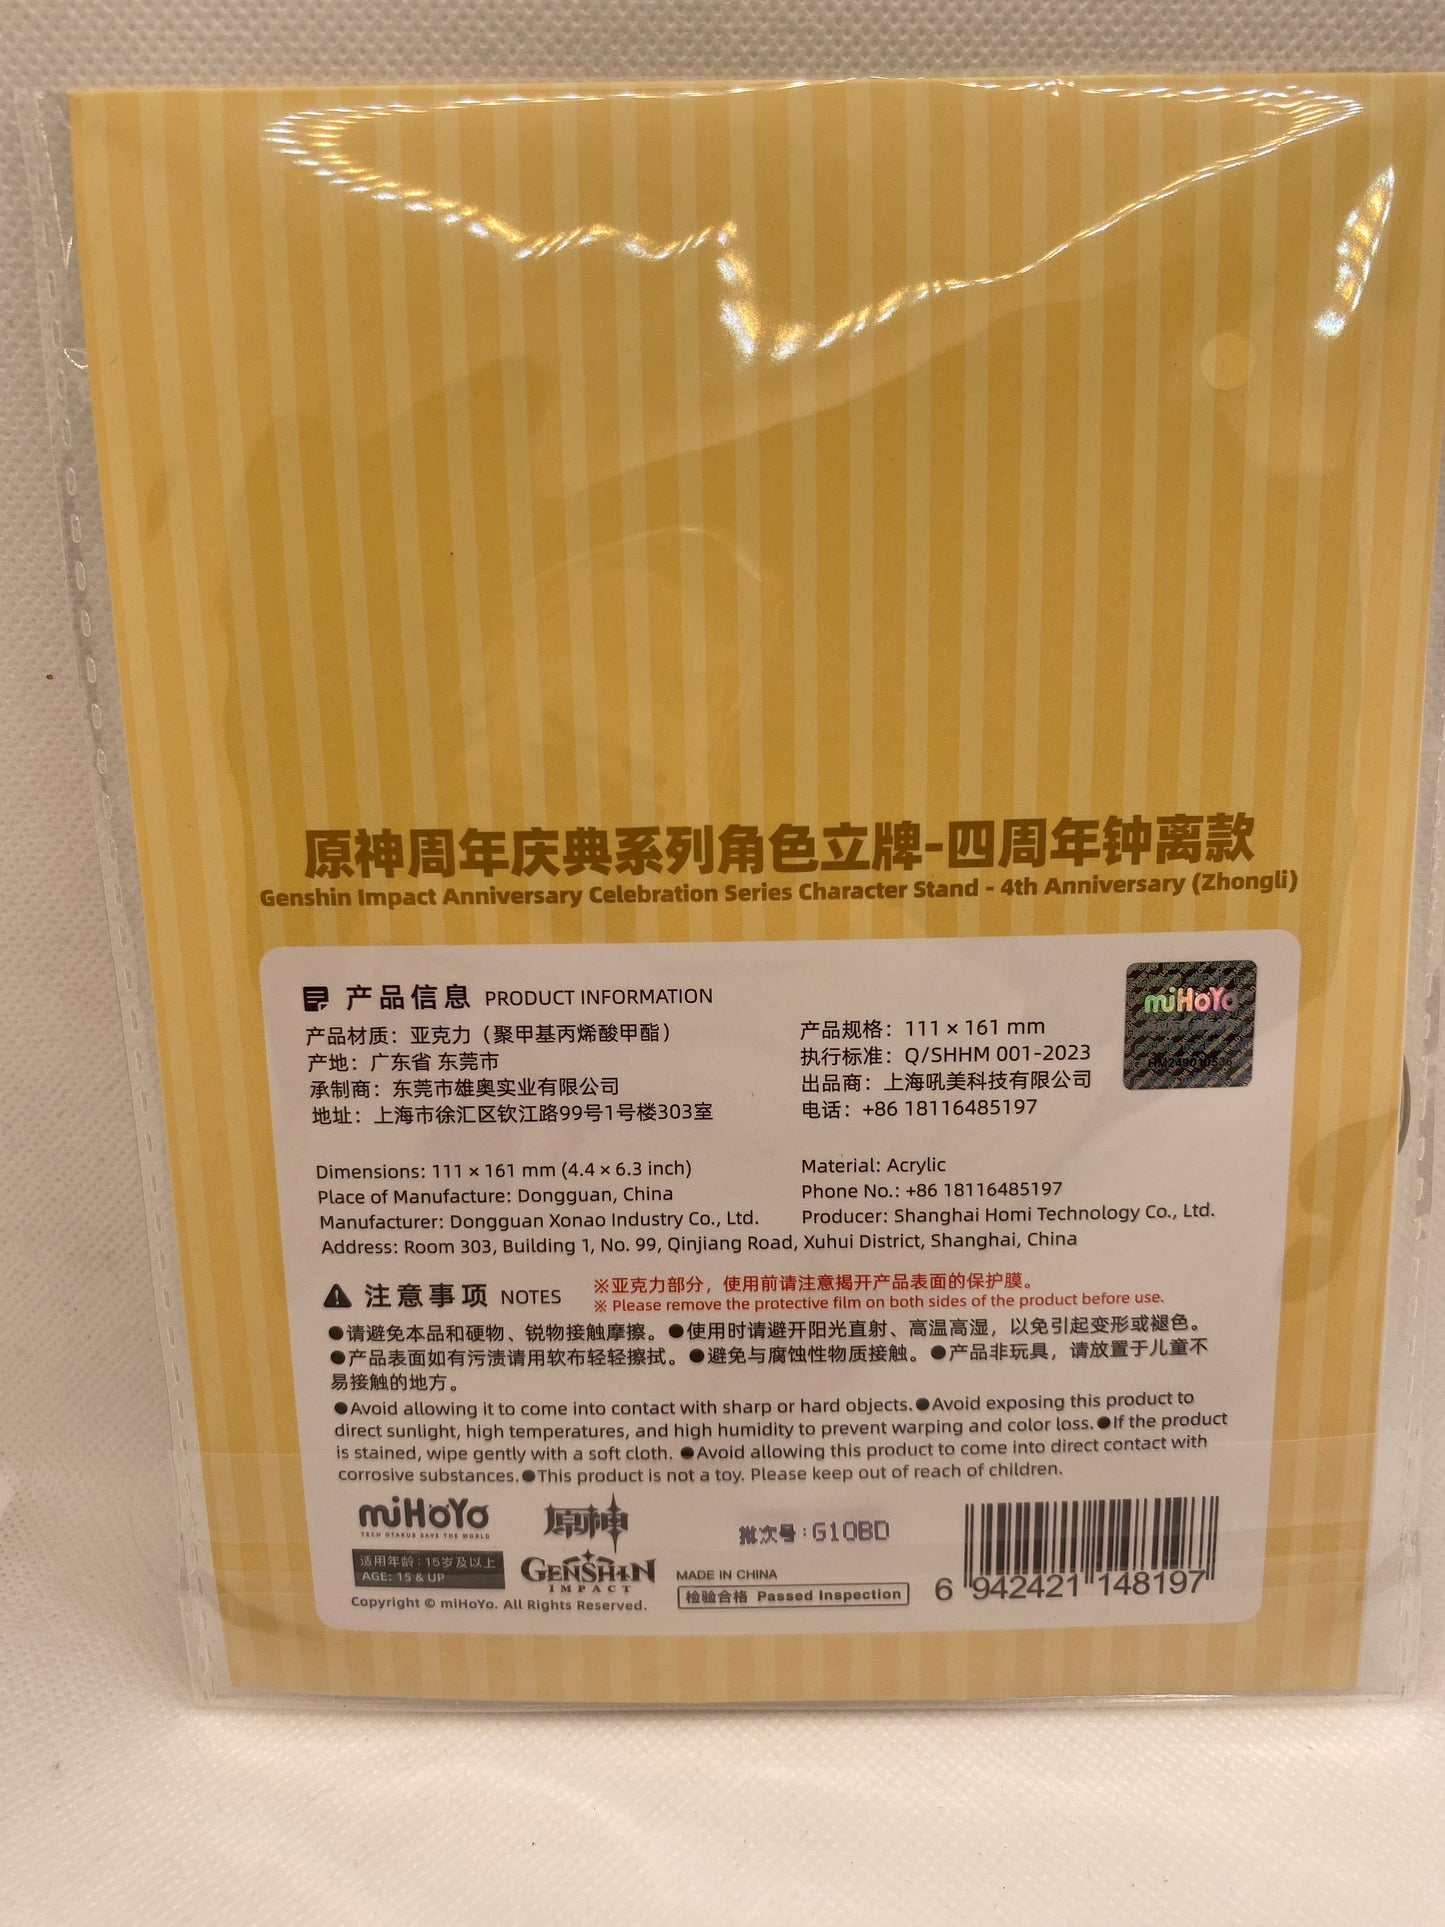 原神周年庆典系列角色立牌-四周年钟离款
Genshin Impact Anniversary Celebration Series Character Stand - 4th Anniversary (Zhongli)
产品信息 PRODUCT INFORMATION
miHoYo
产品材质：亚克力（聚甲基丙烯酸甲酯）
产品规格：111 × 161 mm
产地：广东省 东莞市
执行标准：Q/SHHM 001-2023
承制商：东莞市雄奥实业有限公司
出品商：上海吼美科技有限公司
地址：上海市徐汇区钦江路99号1号楼303室
电话：+86 18116485197
Dimensions: 111 × 161 mm (4.4 × 6.3 inch)
Material: Acrylic
Place of Manufacture: Dongguan, China
Phone No.: +86 18116485197
Manufacturer: Dongguan Xonao Industry Co., Ltd.
Producer: Shanghai Homi Technology Co., Ltd.
Address: Room 303, Building 1, No. 99, Qinjiang Road, Xuhui District, Shanghai, China
注意事项 NOTES
※亚克力部分，使用前请注意揭开产品表面的保护膜。
※ Please remove the protective film on both sides of the product before use.
●请避免本品和硬物、锐物接触摩擦。●使用时请避开阳光直射、高温高湿，以免引起变形或褪色。
●产品表面如有污渍请用软布轻轻擦拭。●避免与腐蚀性物质接触。●产品非玩具，请放置于儿童不
易接触的地方。
●Avoid allowing it to come into contact with sharp or hard objects.●Avoid exposing this product to
direct sunlight, high temperatures, and high humidity to prevent warping and color loss.●If the product
is stained, wipe gently with a soft cloth. ●Avoid allowing this product to come into direct contact with
corrosive substances.●This product is not a toy. Please keep out of reach of children.
miHoYo
TECH OTAKUS SAVE THE WORLD
适用年龄：15岁及以上
AGE: 15 & UP
原神
GENSHIN
IMPACT
Copyright © miHoYo. All Rights Reserved.
批次号：G10BD
MADE IN CHINA
检验合格 Passed Inspection
6 942421 148197